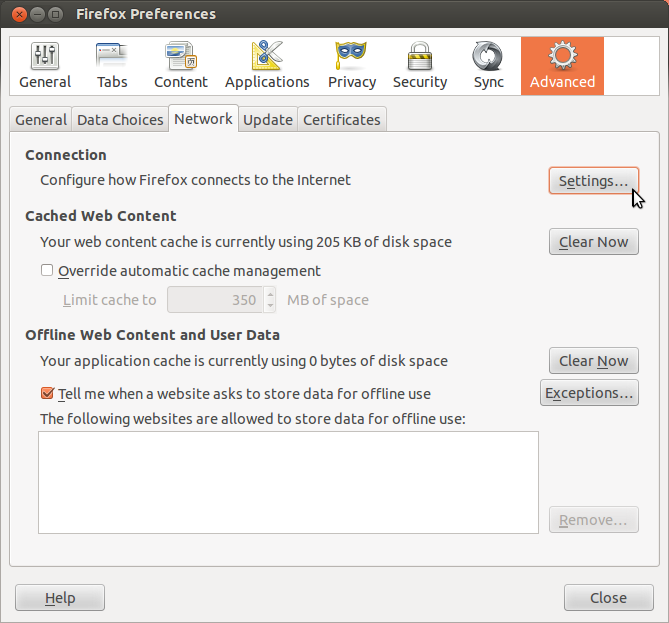 Firefox Preferences
General Tabs Content Applications Privacy Security Sync Advanced
General Data Choices Network Update Certificates
Connection
Configure how Firefox connects to the Internet Settings...
Cached Web Content
Your web content cache is currently using 205 KB of disk space Clear Now
Override automatic cache management
Limit cache to 350 MB of space
Offline Web Content and User Data
Your application cache is currently using 0 bytes of disk space Clear Now
Tell me when a website asks to store data for offline use Exceptions...
The following websites are allowed to store data for offline use:
Remove...
Help Close